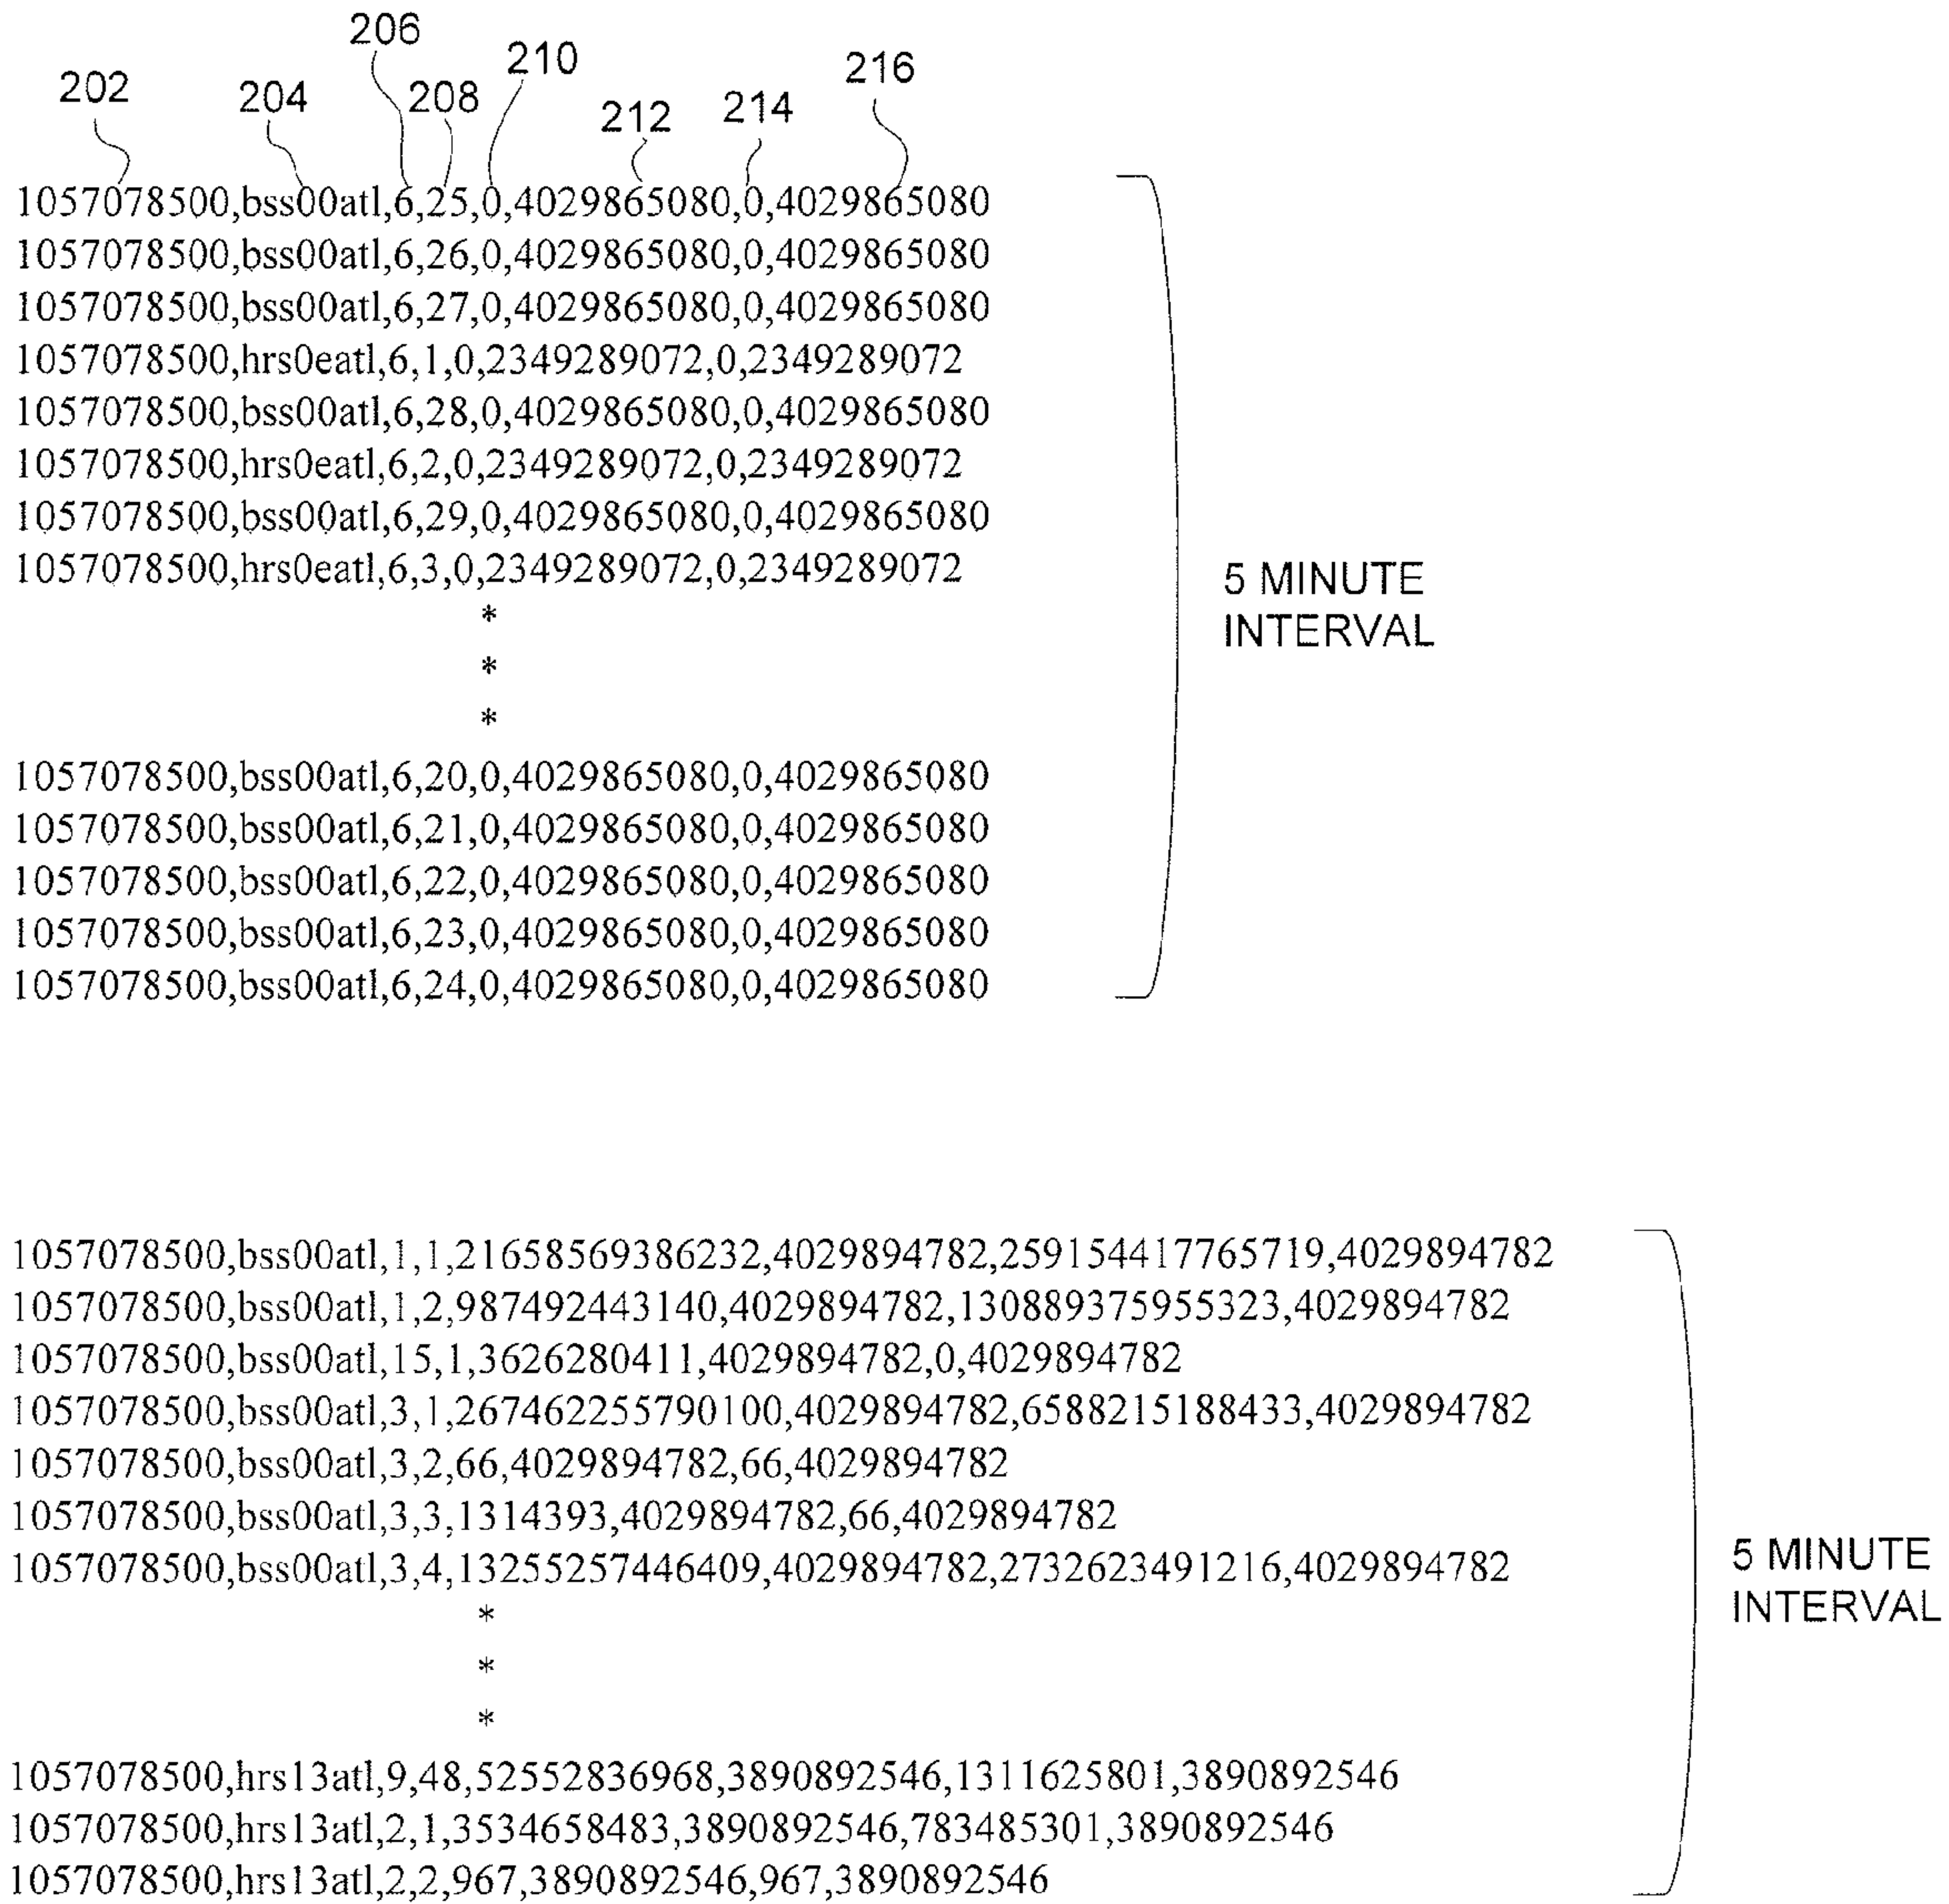 206
210
202
204
208
216
212
214
1057078500,bss00atl,6,25,0,4029865080,0,4029865080
1057078500,bss00atl,6,26,0,4029865080,0,4029865080
1057078500,bss00atl,6,27,0,4029865080,0,4029865080
1057078500,hrs0eatl,6,1,0,2349289072,0,2349289072
1057078500,bss00atl,6,28,0,4029865080,0,4029865080
1057078500,hrs0eatl,6,2,0,2349289072,0,2349289072
1057078500,bss00atl,6,29,0,4029865080,0,4029865080
1057078500,hrs0eatl,6,3,0,2349289072,0,2349289072
*
*
*
5 MINUTE
INTERVAL
1057078500,bss00atl,6,20,0,4029865080,0,4029865080
1057078500,bss00atl,6,21,0,4029865080,0,4029865080
1057078500,bss00atl,6,22,0,4029865080,0,4029865080
1057078500,bss00atl,6,23,0,4029865080,0,4029865080
1057078500,bss00atl,6,24,0,4029865080,0,4029865080
1057078500,bss00atl,1,1,21658569386232,4029894782,259154417765719,4029894782
1057078500,bss00atl,1,2,987492443140,4029894782,130889375955323,4029894782
1057078500,bss00atl,15,1,3626280411,4029894782,0,4029894782
1057078500,bss00atl,3,1,267462255790100,4029894782,6588215188433,4029894782
1057078500,bss00atl,3,2,66,4029894782,66,4029894782
1057078500,bss00atl,3,3,1314393,4029894782,66,4029894782
1057078500,bss00atl,3,4,13255257446409,4029894782,2732623491216,4029894782
*
*
*
5 MINUTE
INTERVAL
1057078500,hrs13atl,9,48,52552836968,3890892546,1311625801,3890892546
1057078500,hrs13atl,2,1,3534658483,3890892546,783485301,3890892546
1057078500,hrs13atl,2,2,967,3890892546,967,3890892546